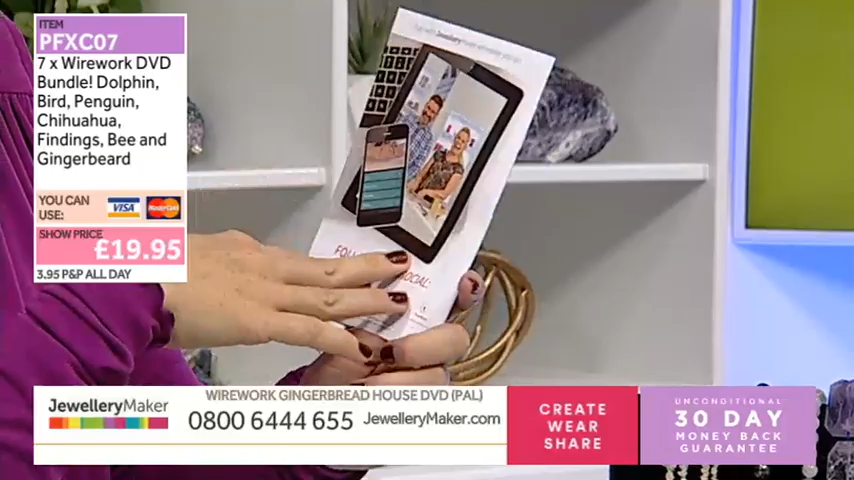 ITEM
PFXC07
7 x Wirework DVD
Bundle! Dolphin,
Bird, Penguin,
Chihuahua,
Findings, Bee and
Gingerbeard
YOU CAN
USE:
VISA
MasterCard
SHOW PRICE
£19.95
3.95 P&P ALL DAY
JewelleryMaker
WIREWORK GINGERBREAD HOUSE DVD (PAL)
0800 6444 655
JewelleryMaker.com
CREATE
WEAR
SHARE
UNCONDITIONAL
30 DAY
MONEY BACK
GUARANTEE